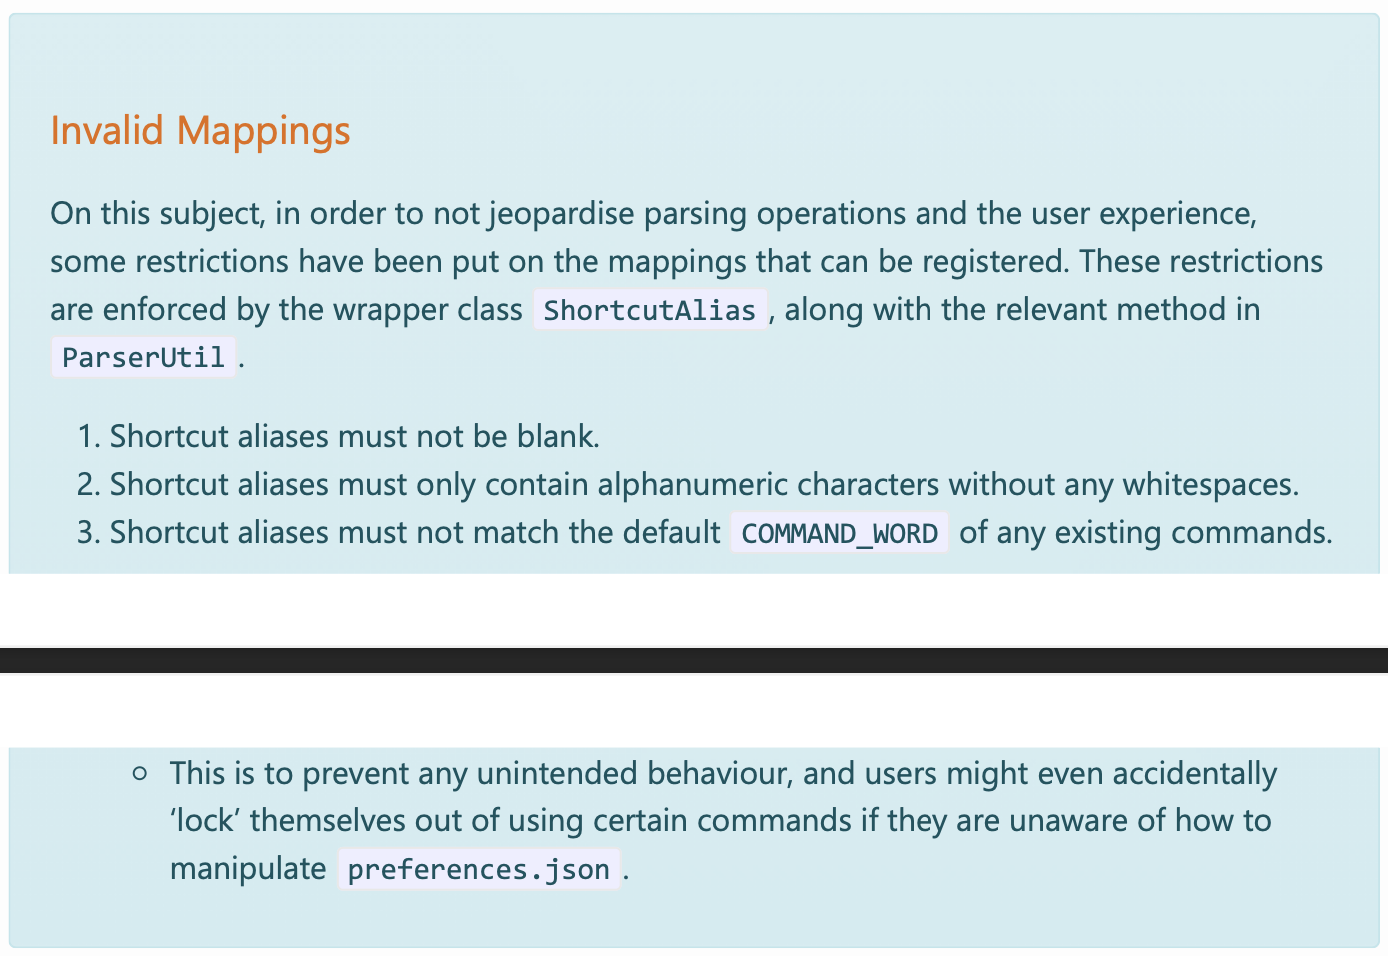 Invalid Mappings
On this subject, in order to not jeopardise parsing operations and the user experience,
some restrictions have been put on the mappings that can be registered. These restrictions
are enforced by the wrapper class ShortcutAlias, along with the relevant method in
ParserUtil.
1. Shortcut aliases must not be blank.
2. Shortcut aliases must only contain alphanumeric characters without any whitespaces.
3. Shortcut aliases must not match the default COMMAND_WORD of any existing commands.
○ This is to prevent any unintended behaviour, and users might even accidentally
‘lock’ themselves out of using certain commands if they are unaware of how to
manipulate preferences.json.